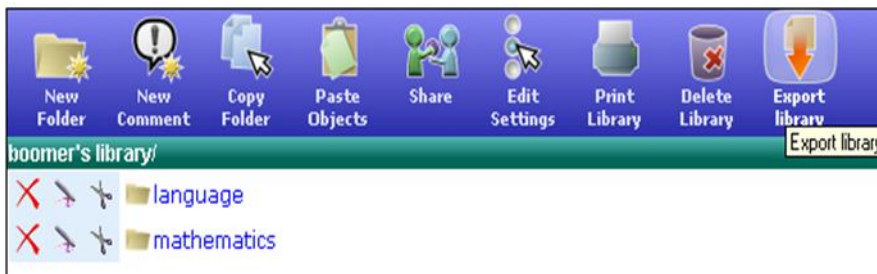 New Folder
New Comment
Copy Folder
Paste Objects
Share
Edit Settings
Print Library
Delete Library
Export library
Export library
boomer's library/
language
mathematics